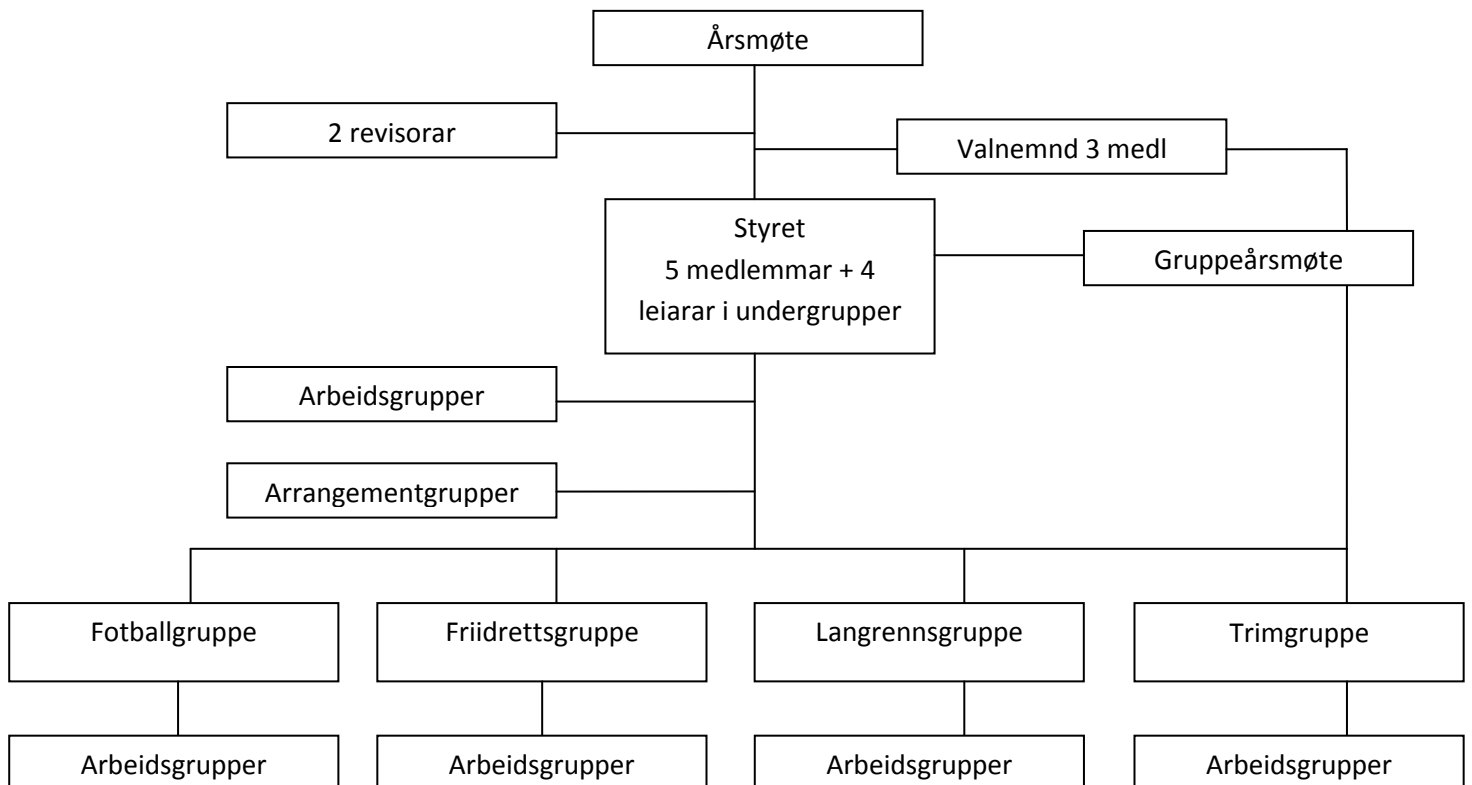 Årsmøte
2 revisorar
Valnemnd 3 medl
Styret
5 medlemmar + 4
leiarar i undergrupper
Gruppeårsmøte
Arbeidsgrupper
Arrangementgrupper
Fotballgruppe
Friidrettsgruppe
Langrennsgruppe
Trimgruppe
Arbeidsgrupper
Arbeidsgrupper
Arbeidsgrupper
Arbeidsgrupper